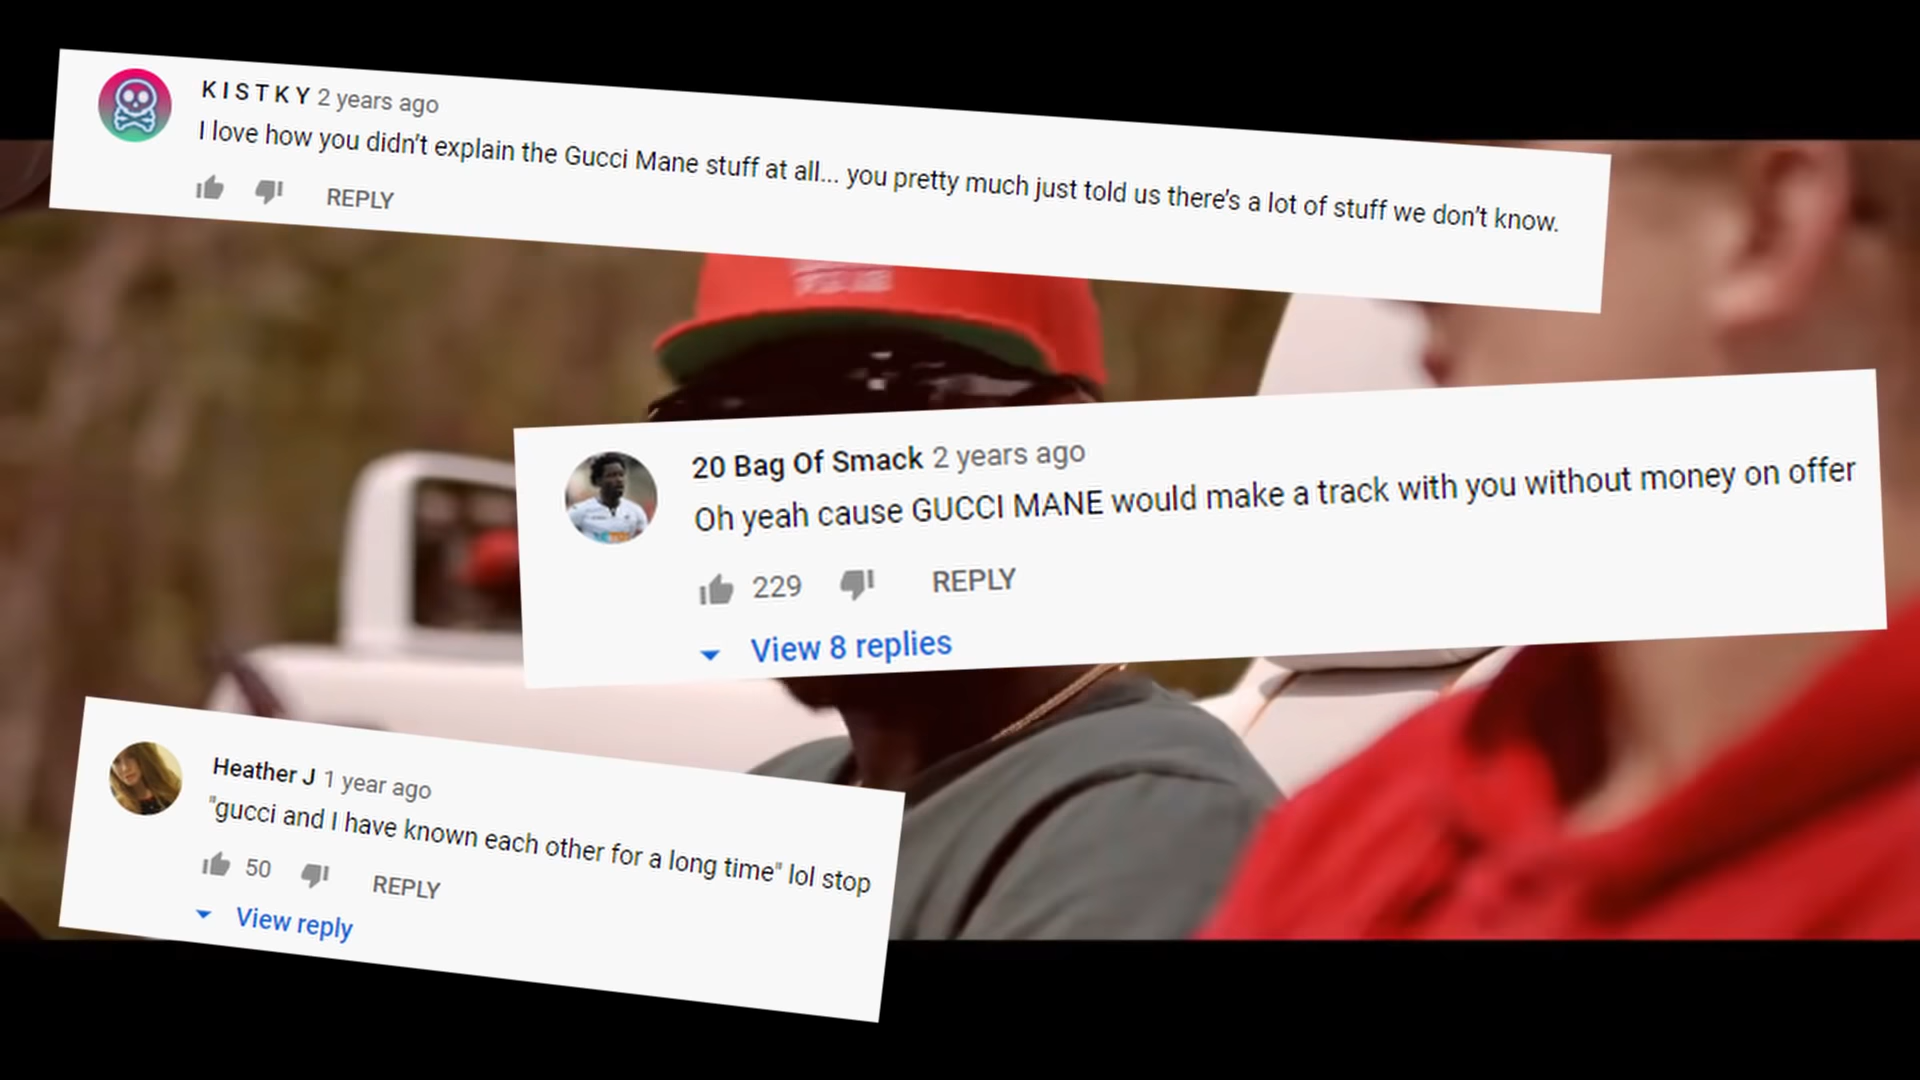 K I S T K Y 2 years ago
I love how you didn't explain the Gucci Mane stuff at all... you pretty much just told us there's a lot of stuff we don't know.
REPLY
20 Bag Of Smack 2 years ago
Oh yeah cause GUCCI MANE would make a track with you without money on offer
229 REPLY
View 8 replies
Heather J 1 year ago
"gucci and I have known each other for a long time" lol stop
50 REPLY
View reply